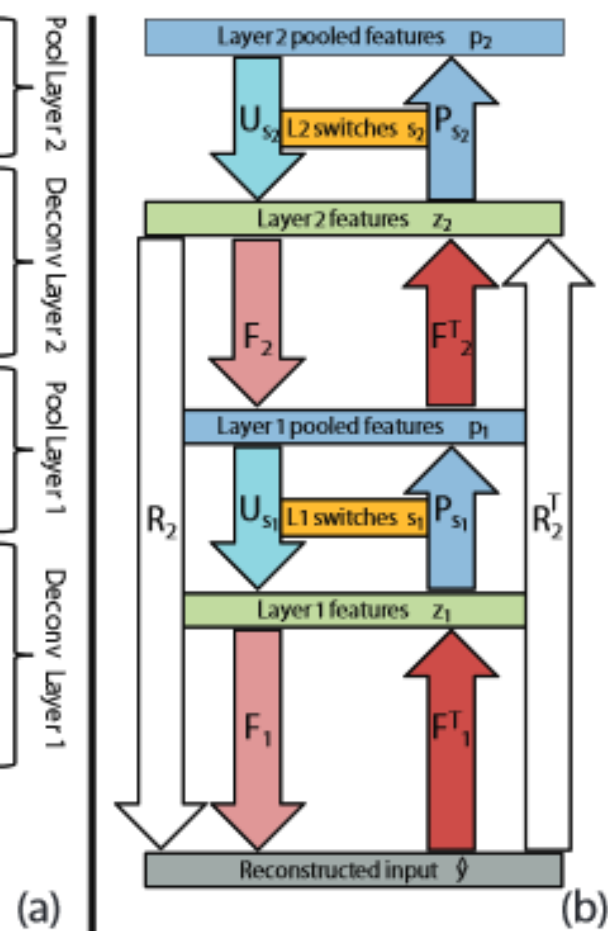 Pool Layer 2
Deconv Layer 2
Pool Layer 1
Deconv Layer 1
(a)
Layer 2 pooled features p2
Us2
L2 switches s2
Ps2
Layer 2 features z2
F2
FT2
Layer 1 pooled features p1
R2
Us1
L1 switches s1
Ps1
RT2
Layer 1 features z1
F1
FT1
Reconstructed input ŷ
(b)